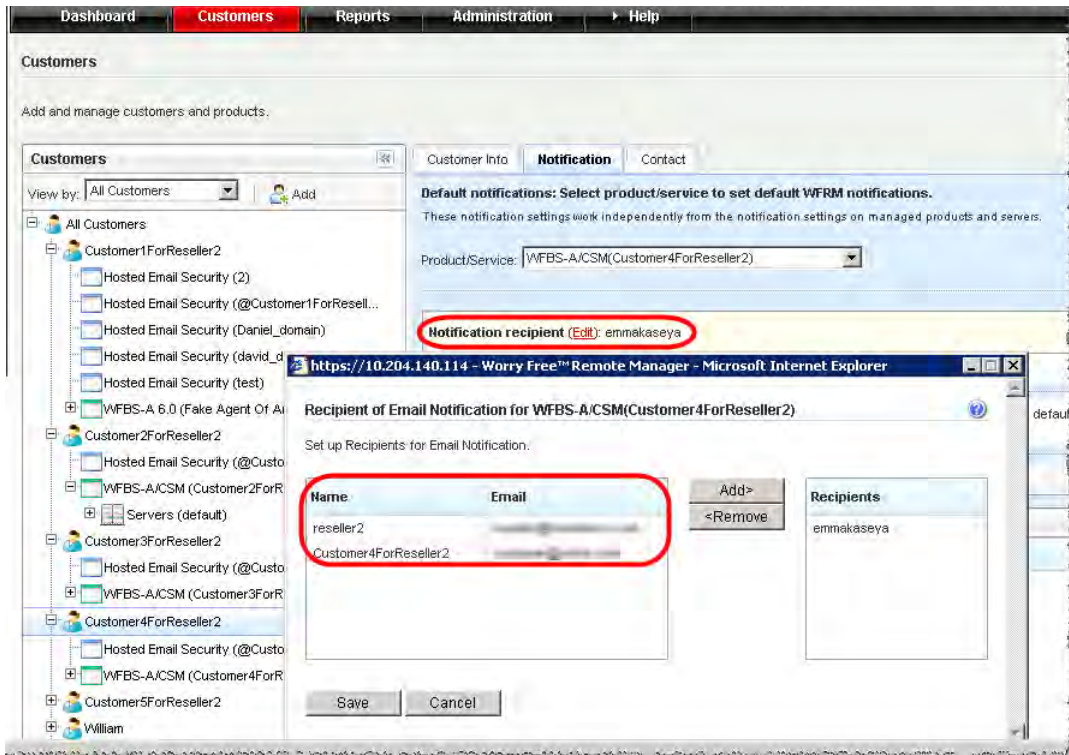 Dashboard Customers Reports Administration Help
Customers
Add and manage customers and products.
Customers
View by: All Customers Add
All Customers
Customer1ForReseller2
Hosted Email Security (2)
Hosted Email Security (@Customer1ForResell...
Hosted Email Security (Daniel_domain)
Hosted Email Security (david_d
Hosted Email Security (test)
WFBS-A 6.0 (Fake Agent Of A
Customer2ForReseller2
Hosted Email Security (@Custo
WFBS-A/CSM (Customer2ForR
Servers (default)
Customer3ForReseller2
Hosted Email Security (@Custo
WFBS-A/CSM (Customer3ForR
Customer4ForReseller2
Hosted Email Security (@Custo
WFBS-A/CSM (Customer4ForR
Customer5ForReseller2
William
Customer Info Notification Contact
Default notifications: Select product/service to set default WFRM notifications.
These notification settings work independently from the notification settings on managed products and servers.
Product/Service: WFBS-A/CSM(Customer4ForReseller2)
Notification recipient (Edit): emmakaseya
defaul
https://10.204.140.114 - Worry Free™ Remote Manager - Microsoft Internet Explorer
Recipient of Email Notification for WFBS-A/CSM(Customer4ForReseller2)
Set up Recipients for Email Notification.
Name Email
reseller2
Customer4ForReseller2
Add>
<Remove
Recipients
emmakaseya
Save Cancel